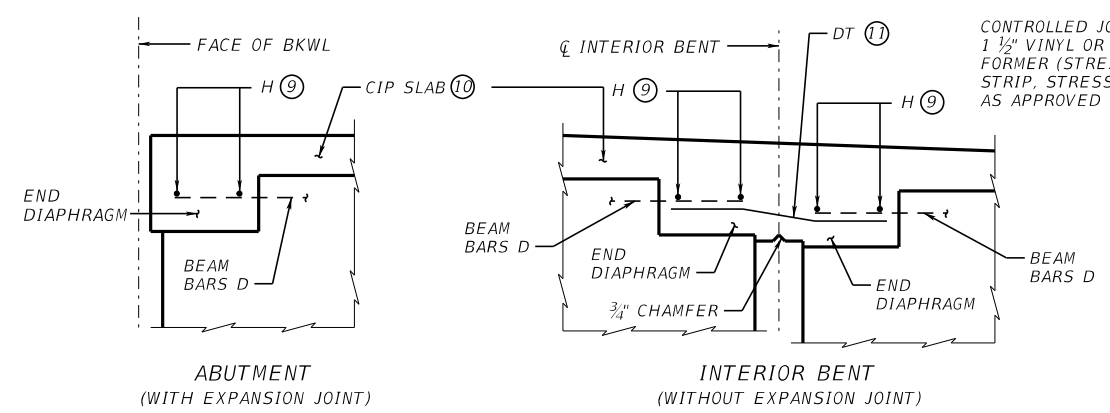 FACE OF BKWL
H 9
CIP SLAB 10
END
DIAPHRAGM
BEAM
BARS D
ABUTMENT
(WITH EXPANSION JOINT)
℄ INTERIOR BENT
DT 11
H 9
H 9
BEAM
BARS D
END
DIAPHRAGM
¾" CHAMFER
END
DIAPHRAGM
BEAM
BARS D
INTERIOR BENT
(WITHOUT EXPANSION JOINT)
CONTROLLED
1 ½" VINYL OR
FORMER
STRIP, STRESS
AS APPROVED